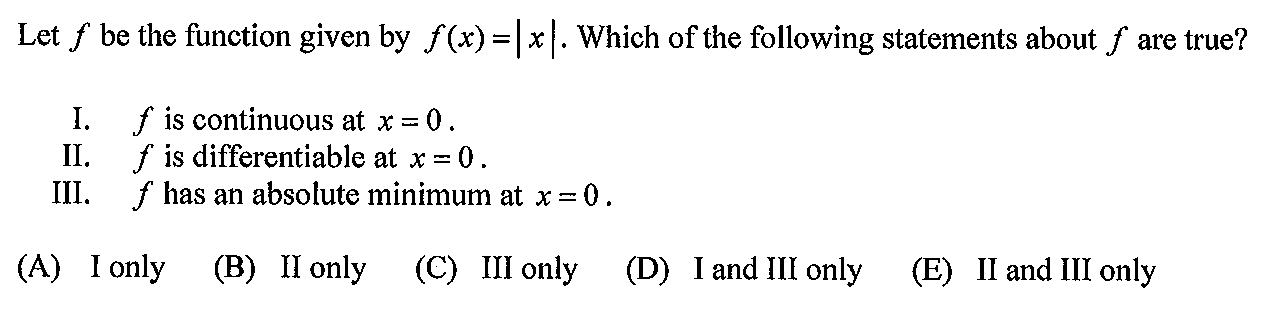 Let f be the function given by f(x)=|x|. Which of the following statements about f are true?
I. f is continuous at x = 0.
II. f is differentiable at x = 0.
III. f has an absolute minimum at x = 0.
(A) I only (B) II only (C) III only (D) I and III only (E) II and III only